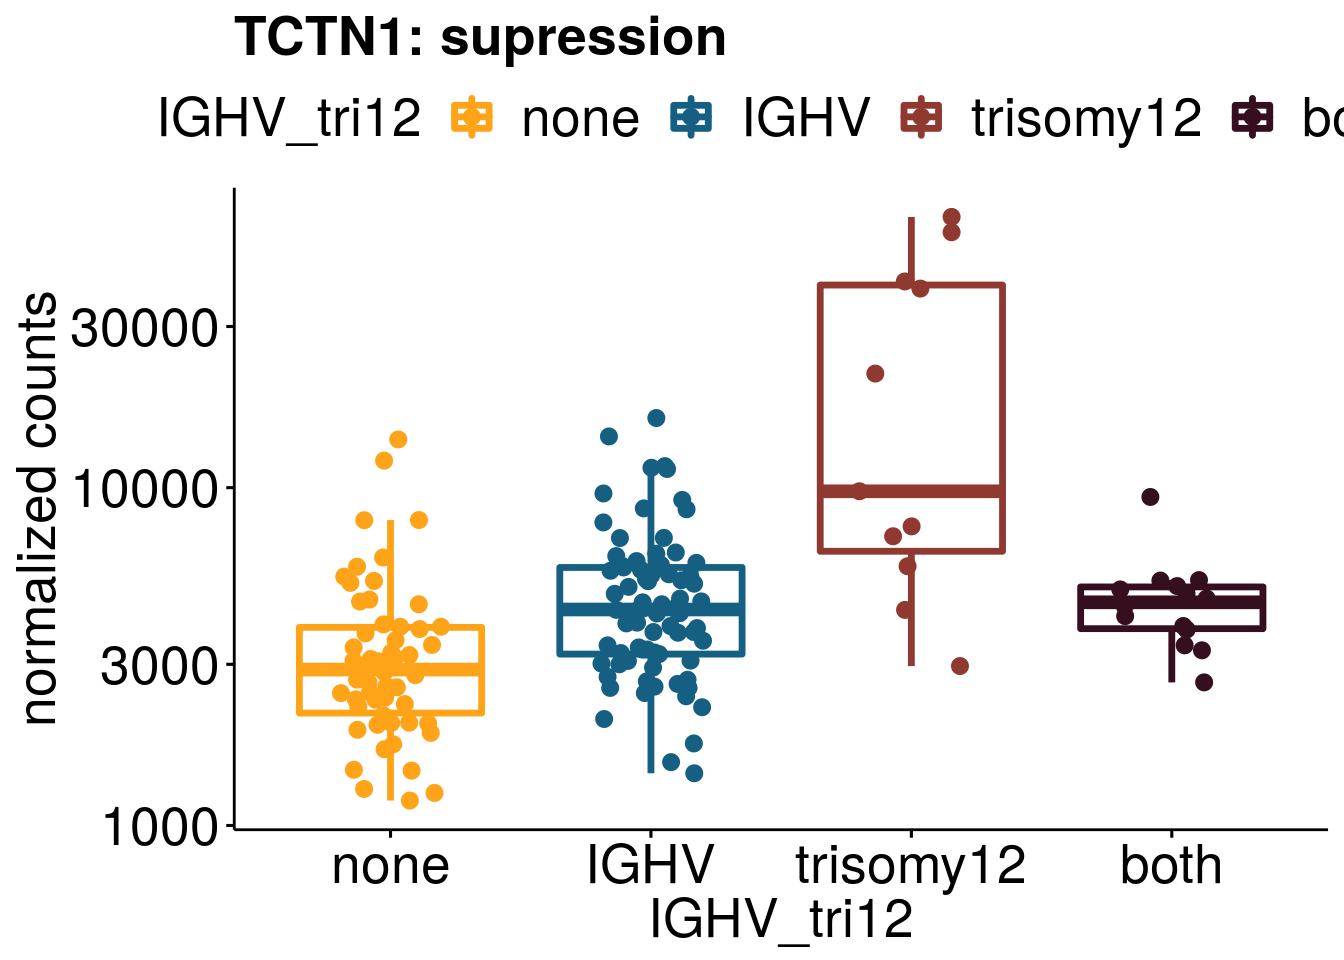 TCTN1: supression
IGHV_tri12 none IGHV trisomy12
normalized counts
30000
10000
3000
1000
none IGHV trisomy12 both
IGHV_tri12